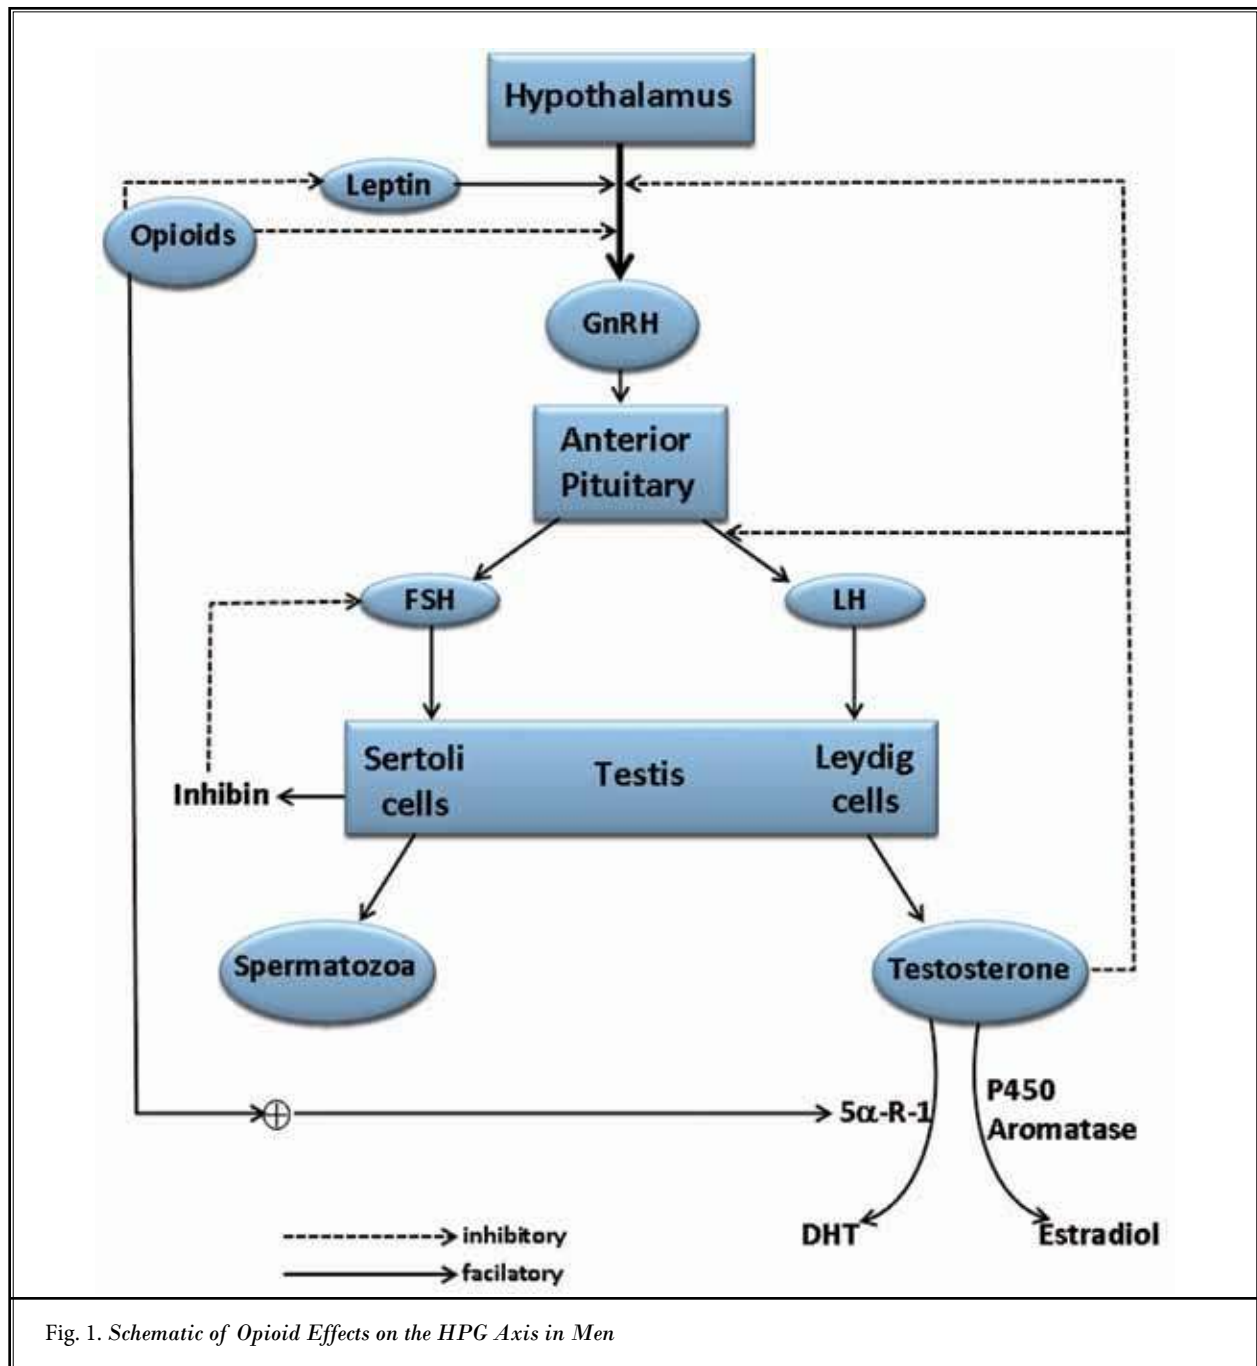 Hypothalamus
Leptin
Opioids
GnRH
Anterior
Pituitary
FSH
LH
Sertoli
cells
Testis
Leydig
cells
Inhibin
Spermatozoa
Testosterone
5α-R-1
P450
Aromatase
DHT
Estradiol
inhibitory
facilatory
Fig. 1. Schematic of Opioid Effects on the HPG Axis in Men